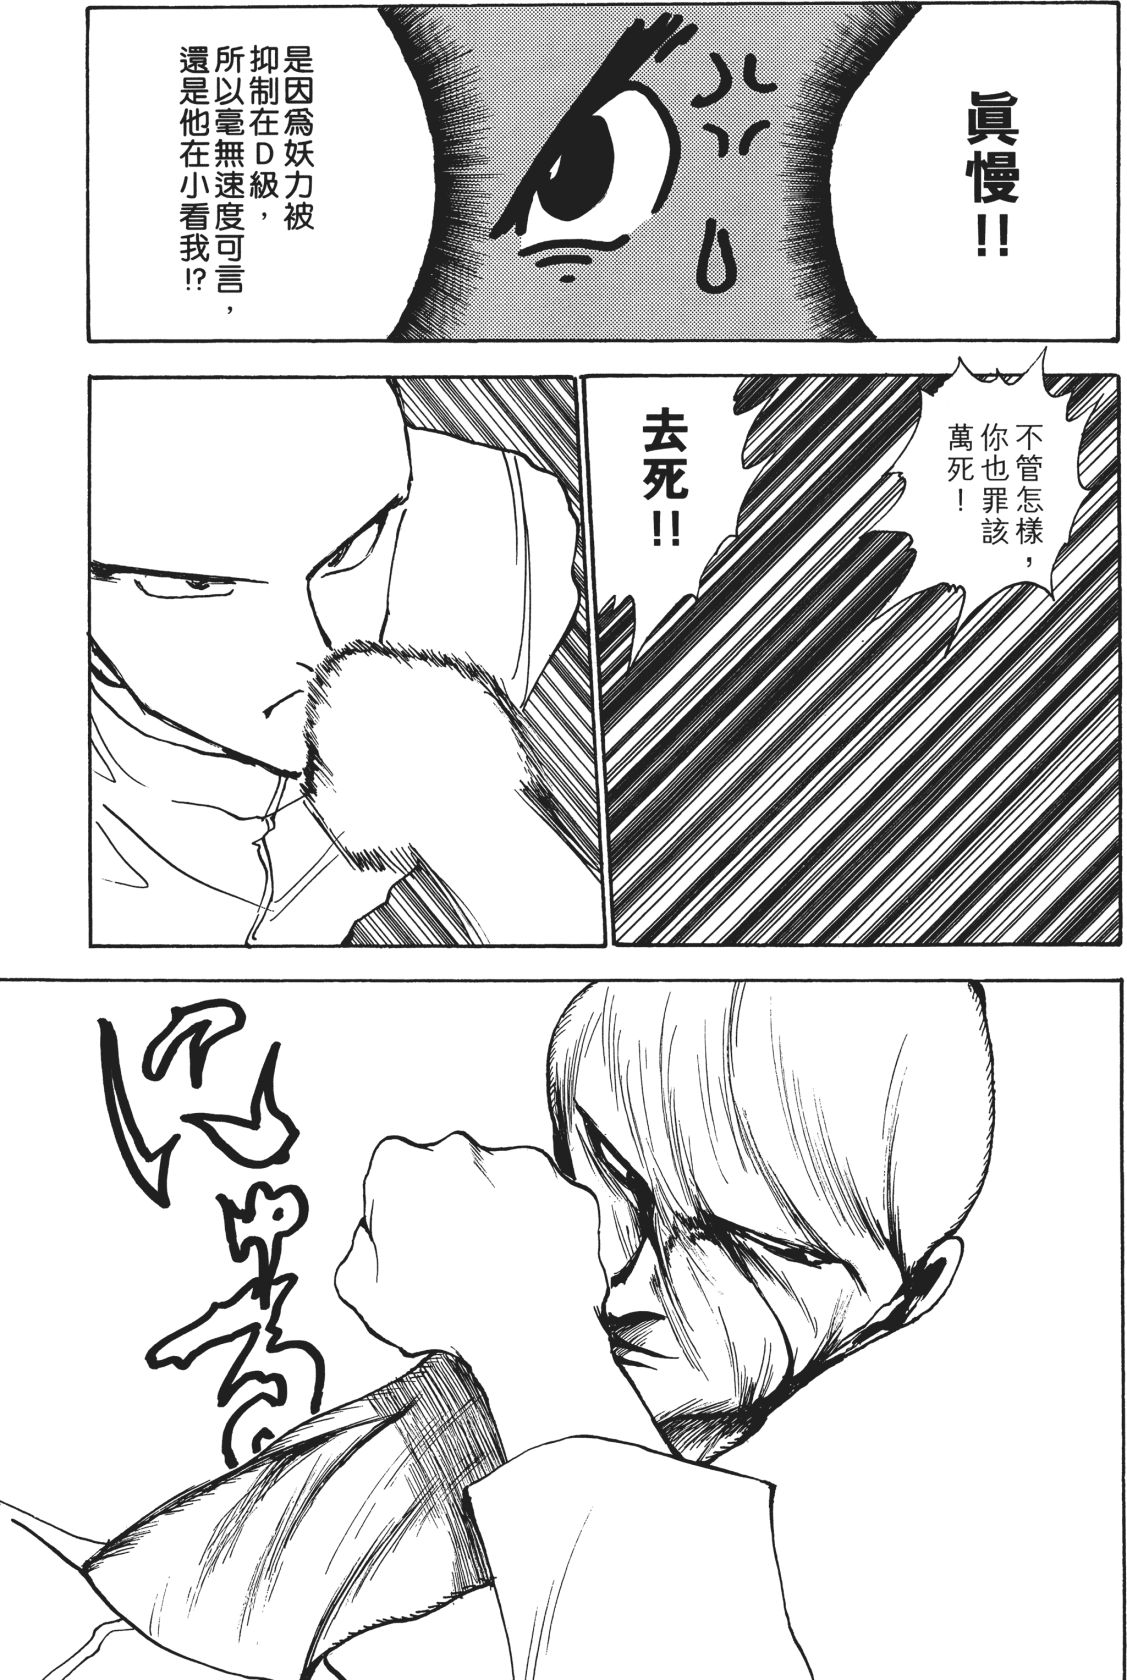 眞慢!!
是因為妖力被
抑制在D級，
所以毫無速度可言，
還是他在小看我!?
不管怎樣，
你也罪該
萬死！
去死!!